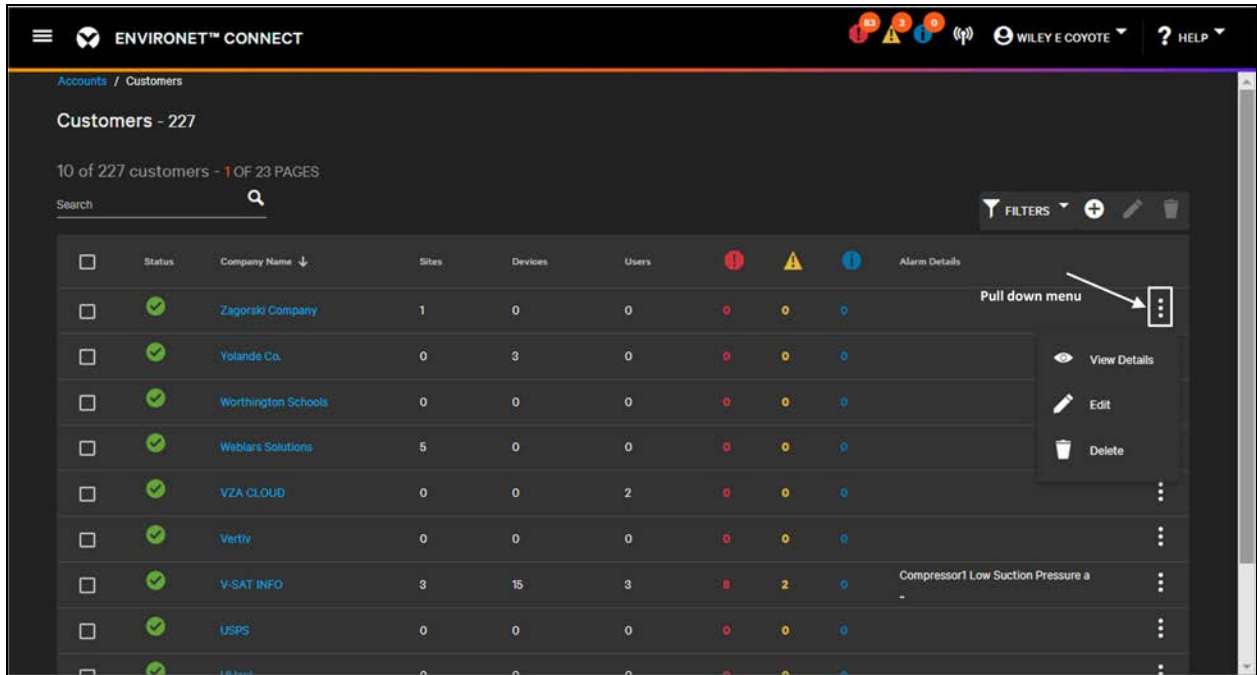 ENVIRONET™ CONNECT 83 3 0 WILEY E COYOTE ? HELP
Accounts / Customers
Customers - 227
10 of 227 customers - 1 OF 23 PAGES
Search FILTERS
Status Company Name ↓ Sites Devices Users Alarm Details
Pull down menu
Zagorski Company 1 0 0 0 0 0
Yolande Co. 0 3 0 0 0 0
View Details
Worthington Schools 0 0 0 0 0 0
Edit
Weblars Solutions 5 0 0 0 0 0
Delete
VZA CLOUD 0 0 2 0 0 0
Vertiv 0 0 0 0 0 0
V-SAT INFO 3 15 3 8 2 0 Compressor1 Low Suction Pressure a
-
USPS 0 0 0 0 0 0